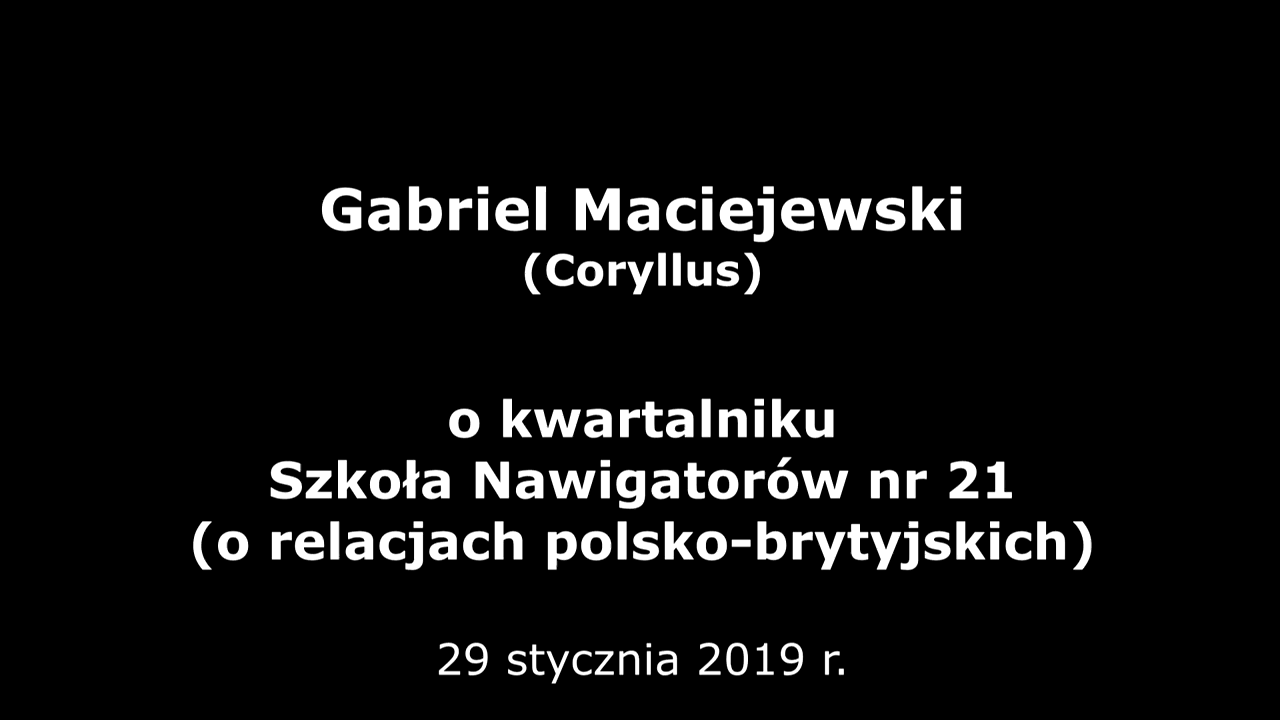 Gabriel Maciejewski
(Coryllus)
o kwartalniku
Szkoła Nawigatorów nr 21
(o relacjach polsko-brytyjskich)
29 stycznia 2019 r.